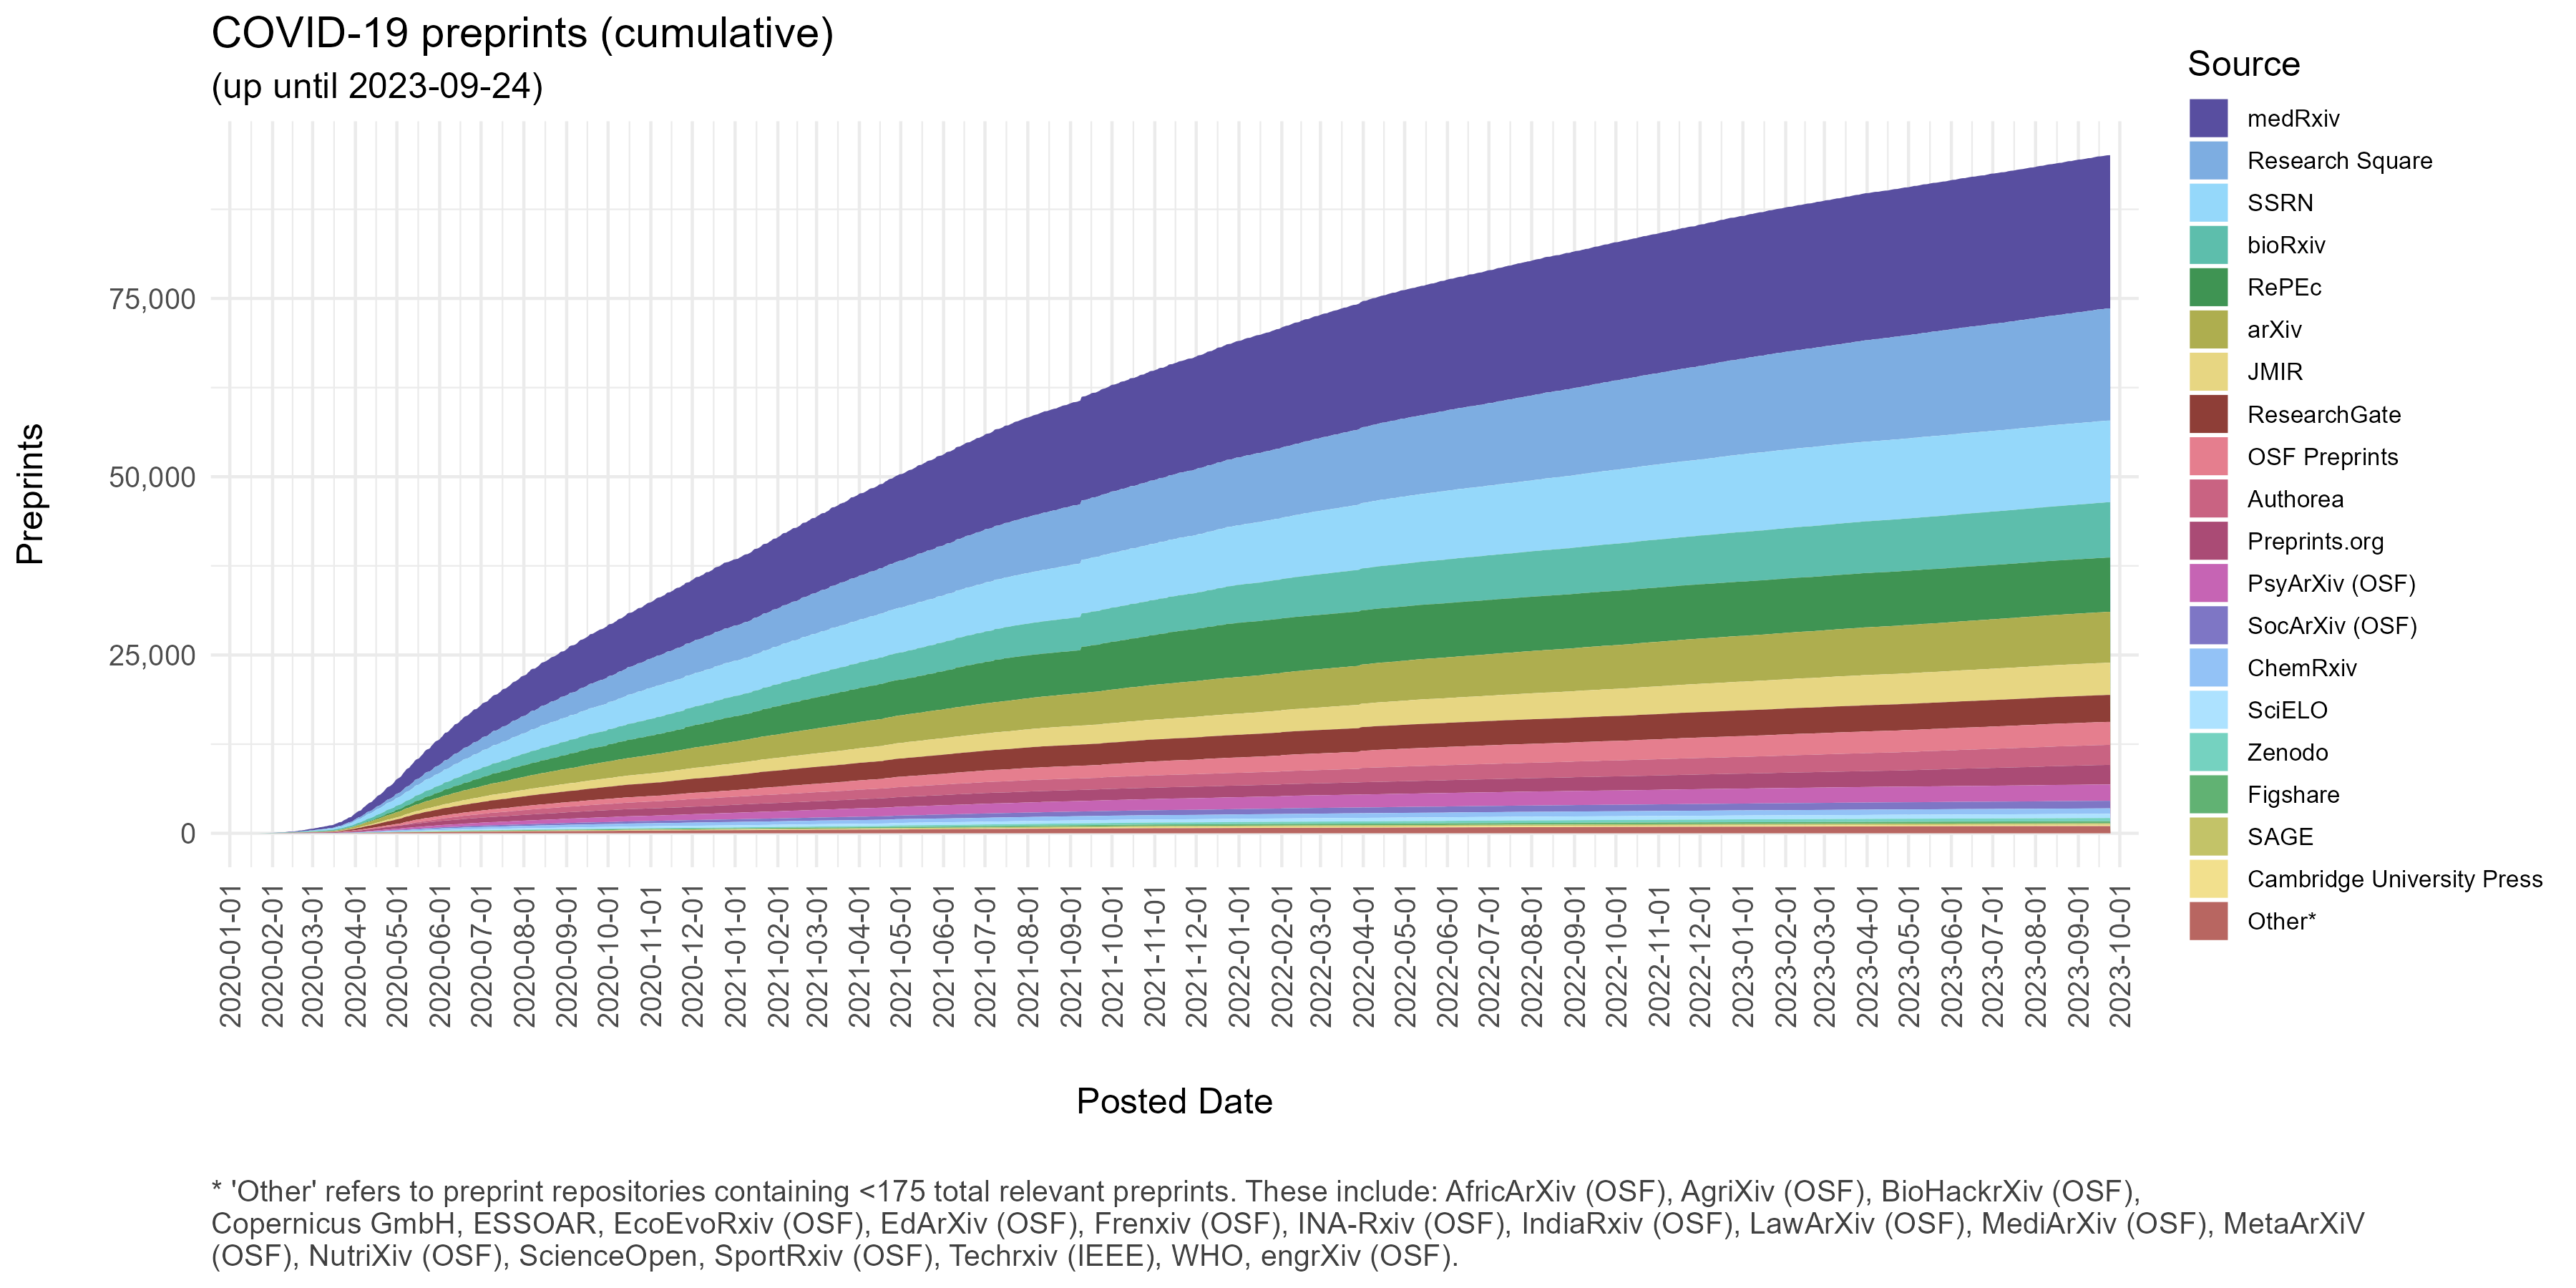 COVID-19 preprints (cumulative)
(up until 2023-09-24)
Preprints
75,000
50,000
25,000
0
2020-01-01
2020-02-01
2020-03-01
2020-04-01
2020-05-01
2020-06-01
2020-07-01
2020-08-01
2020-09-01
2020-10-01
2020-11-01
2020-12-01
2021-01-01
2021-02-01
2021-03-01
2021-04-01
2021-05-01
2021-06-01
2021-07-01
2021-08-01
2021-09-01
2021-10-01
2021-11-01
2021-12-01
2022-01-01
2022-02-01
2022-03-01
2022-04-01
2022-05-01
2022-06-01
2022-07-01
2022-08-01
2022-09-01
2022-10-01
2022-11-01
2022-12-01
2023-01-01
2023-02-01
2023-03-01
2023-04-01
2023-05-01
2023-06-01
2023-07-01
2023-08-01
2023-09-01
2023-10-01
Posted Date
Source
medRxiv
Research Square
SSRN
bioRxiv
RePEc
arXiv
JMIR
ResearchGate
OSF Preprints
Authorea
Preprints.org
PsyArXiv (OSF)
SocArXiv (OSF)
ChemRxiv
SciELO
Zenodo
Figshare
SAGE
Cambridge University Press
Other*
* 'Other' refers to preprint repositories containing <175 total relevant preprints. These include: AfricArXiv (OSF), AgriXiv (OSF), BioHackrXiv (OSF),
Copernicus GmbH, ESSOAR, EcoEvoRxiv (OSF), EdArXiv (OSF), Frenxiv (OSF), INA-Rxiv (OSF), IndiaRxiv (OSF), LawArXiv (OSF), MediArXiv (OSF), MetaArXiV
(OSF), NutriXiv (OSF), ScienceOpen, SportRxiv (OSF), Techrxiv (IEEE), WHO, engrXiv (OSF).